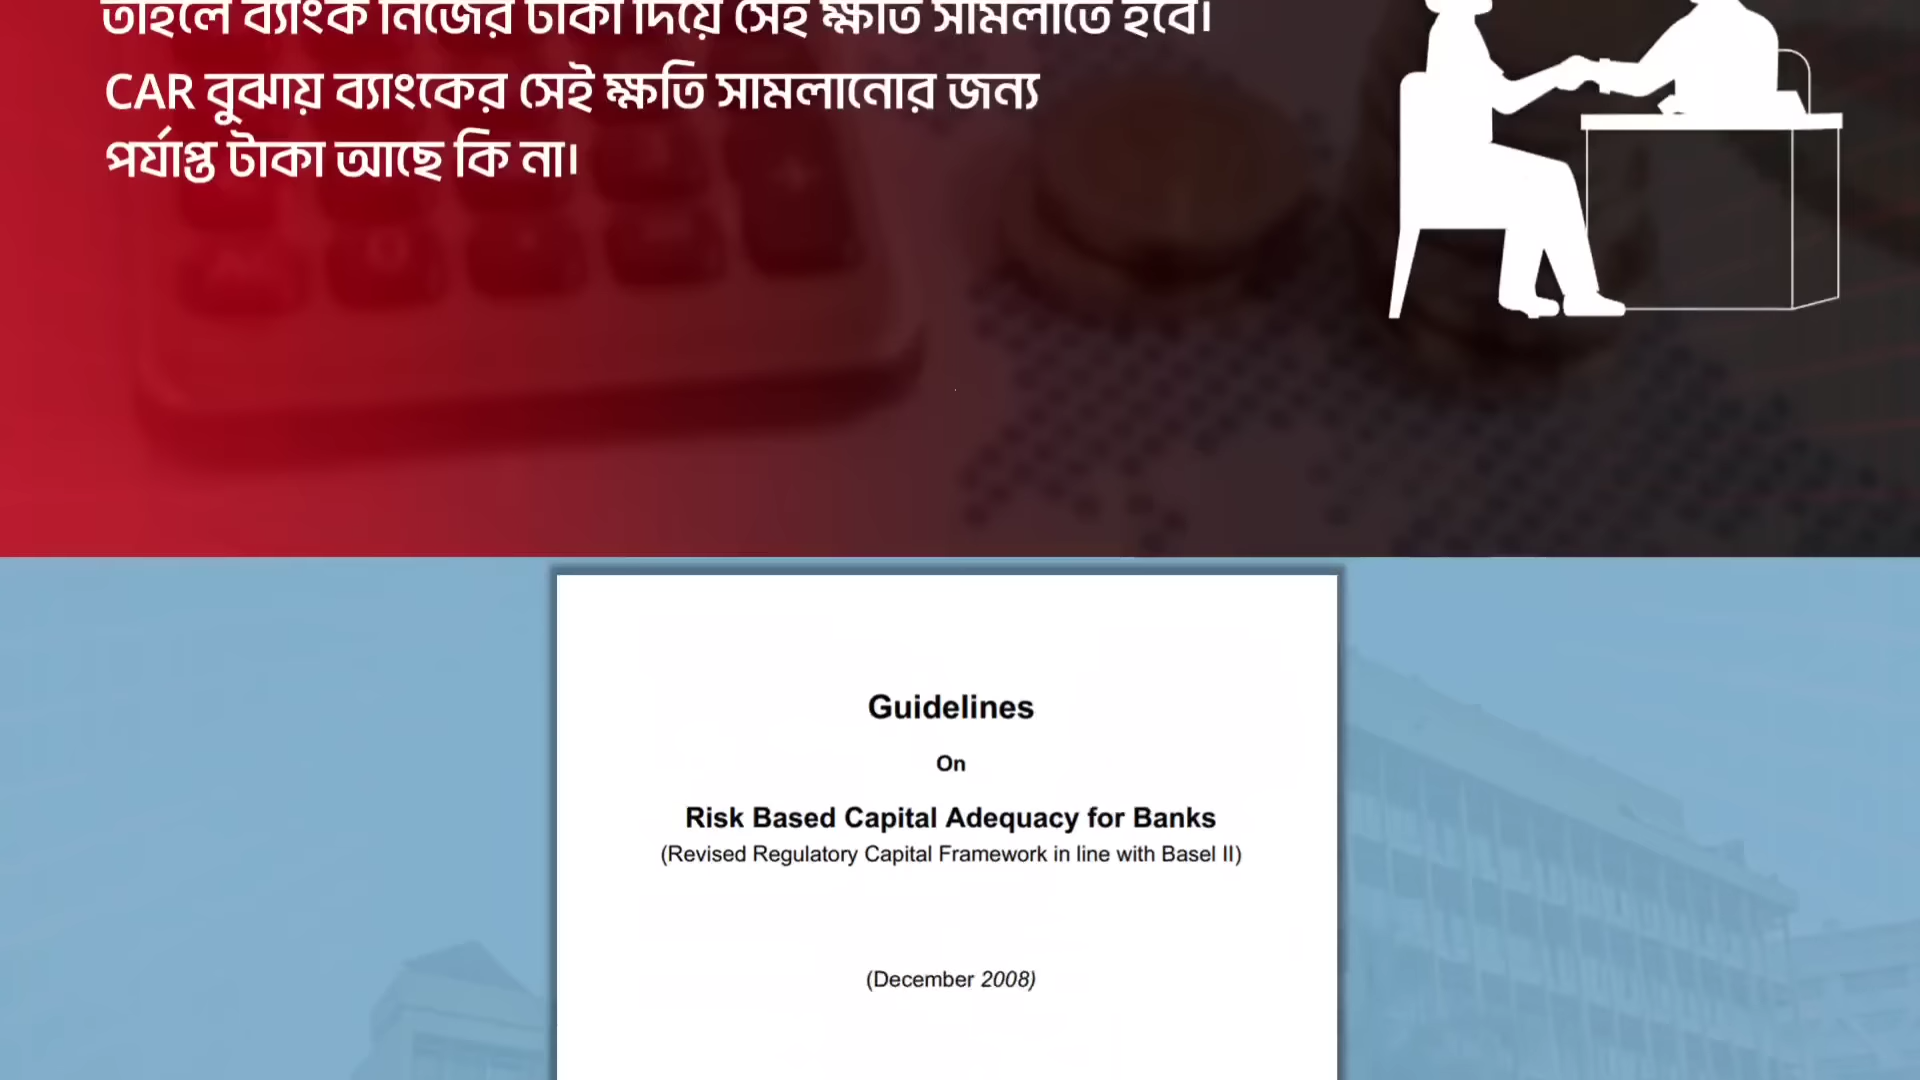 তাহলে ব্যাংক নিজের টাকা দিয়ে সেই ক্ষতি সামলাতে হবে।
CAR বুঝায় ব্যাংকের সেই ক্ষতি সামলানোর জন্য
পর্যাপ্ত টাকা আছে কি না।
Guidelines
On
Risk Based Capital Adequacy for Banks
(Revised Regulatory Capital Framework in line with Basel II)
(December 2008)